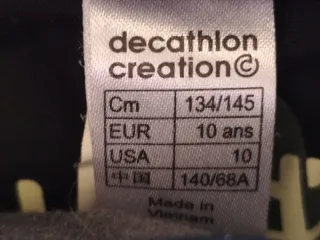 decathlon
creation©
Cm 134/145
EUR 10 ans
USA 10
中国 140/68A
Made in
Vietnam